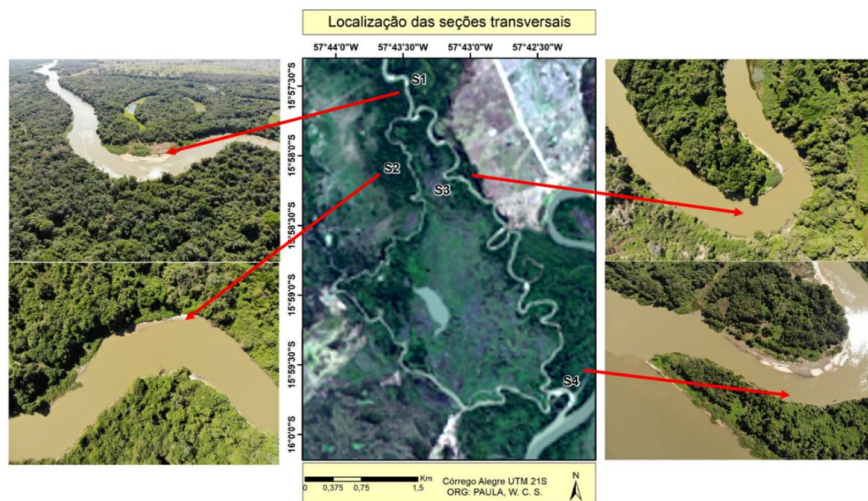 Localização das seções transversais
57°44'0"W 57°43'30"W 57°43'0"W 57°42'30"W
15°57'30"S
15°58'0"S
15°58'30"S
15°59'0"S
15°59'30"S
16°0'0"S
S1
S2
S3
S4
Km
0 0,375 0,75 1,5
Córrego Alegre UTM 21S
ORG: PAULA, W. C. S.
N